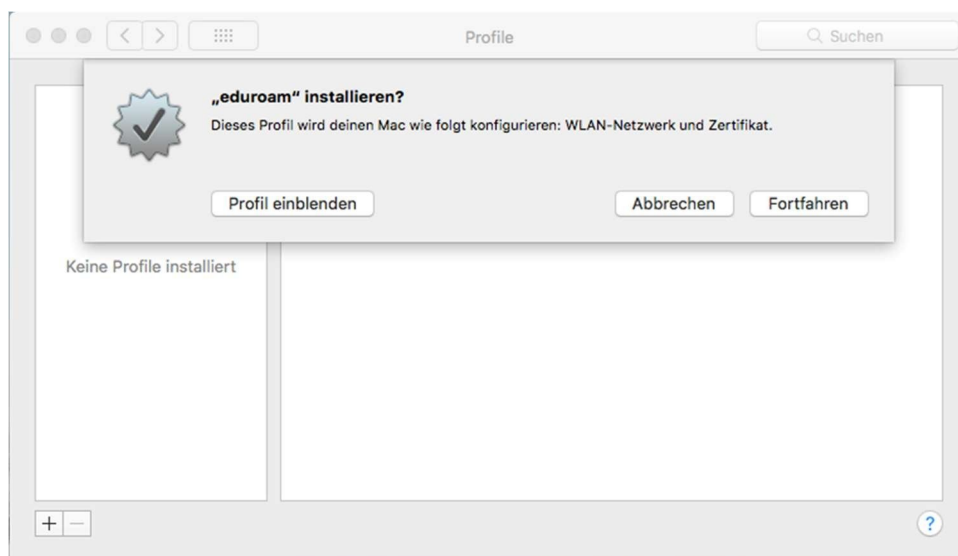 Profile
Suchen
„eduroam“ installieren?
Dieses Profil wird deinen Mac wie folgt konfigurieren: WLAN-Netzwerk und Zertifikat.
Profil einblenden
Abbrechen
Fortfahren
Keine Profile installiert
+ −
?